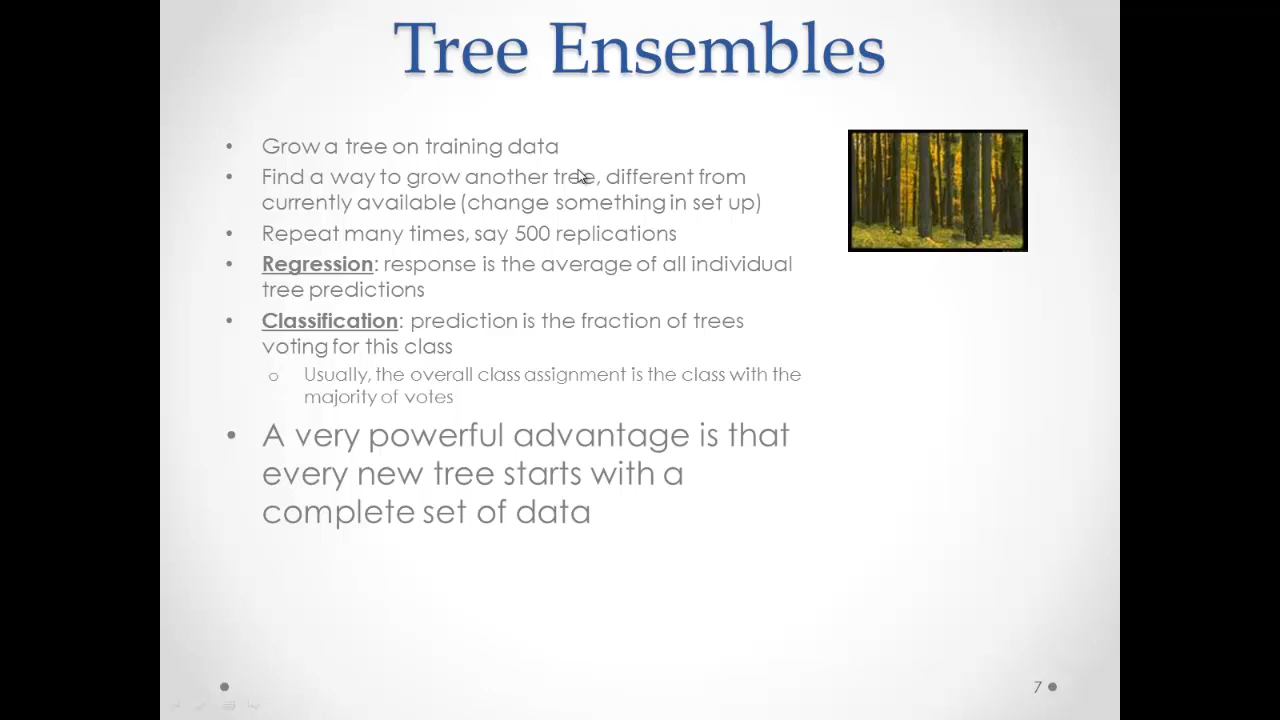 Tree Ensembles
• Grow a tree on training data
• Find a way to grow another tree, different from
currently available (change something in set up)
• Repeat many times, say 500 replications
• Regression: response is the average of all individual
tree predictions
• Classification: prediction is the fraction of trees
voting for this class
o Usually, the overall class assignment is the class with the
majority of votes
• A very powerful advantage is that
every new tree starts with a
complete set of data
7